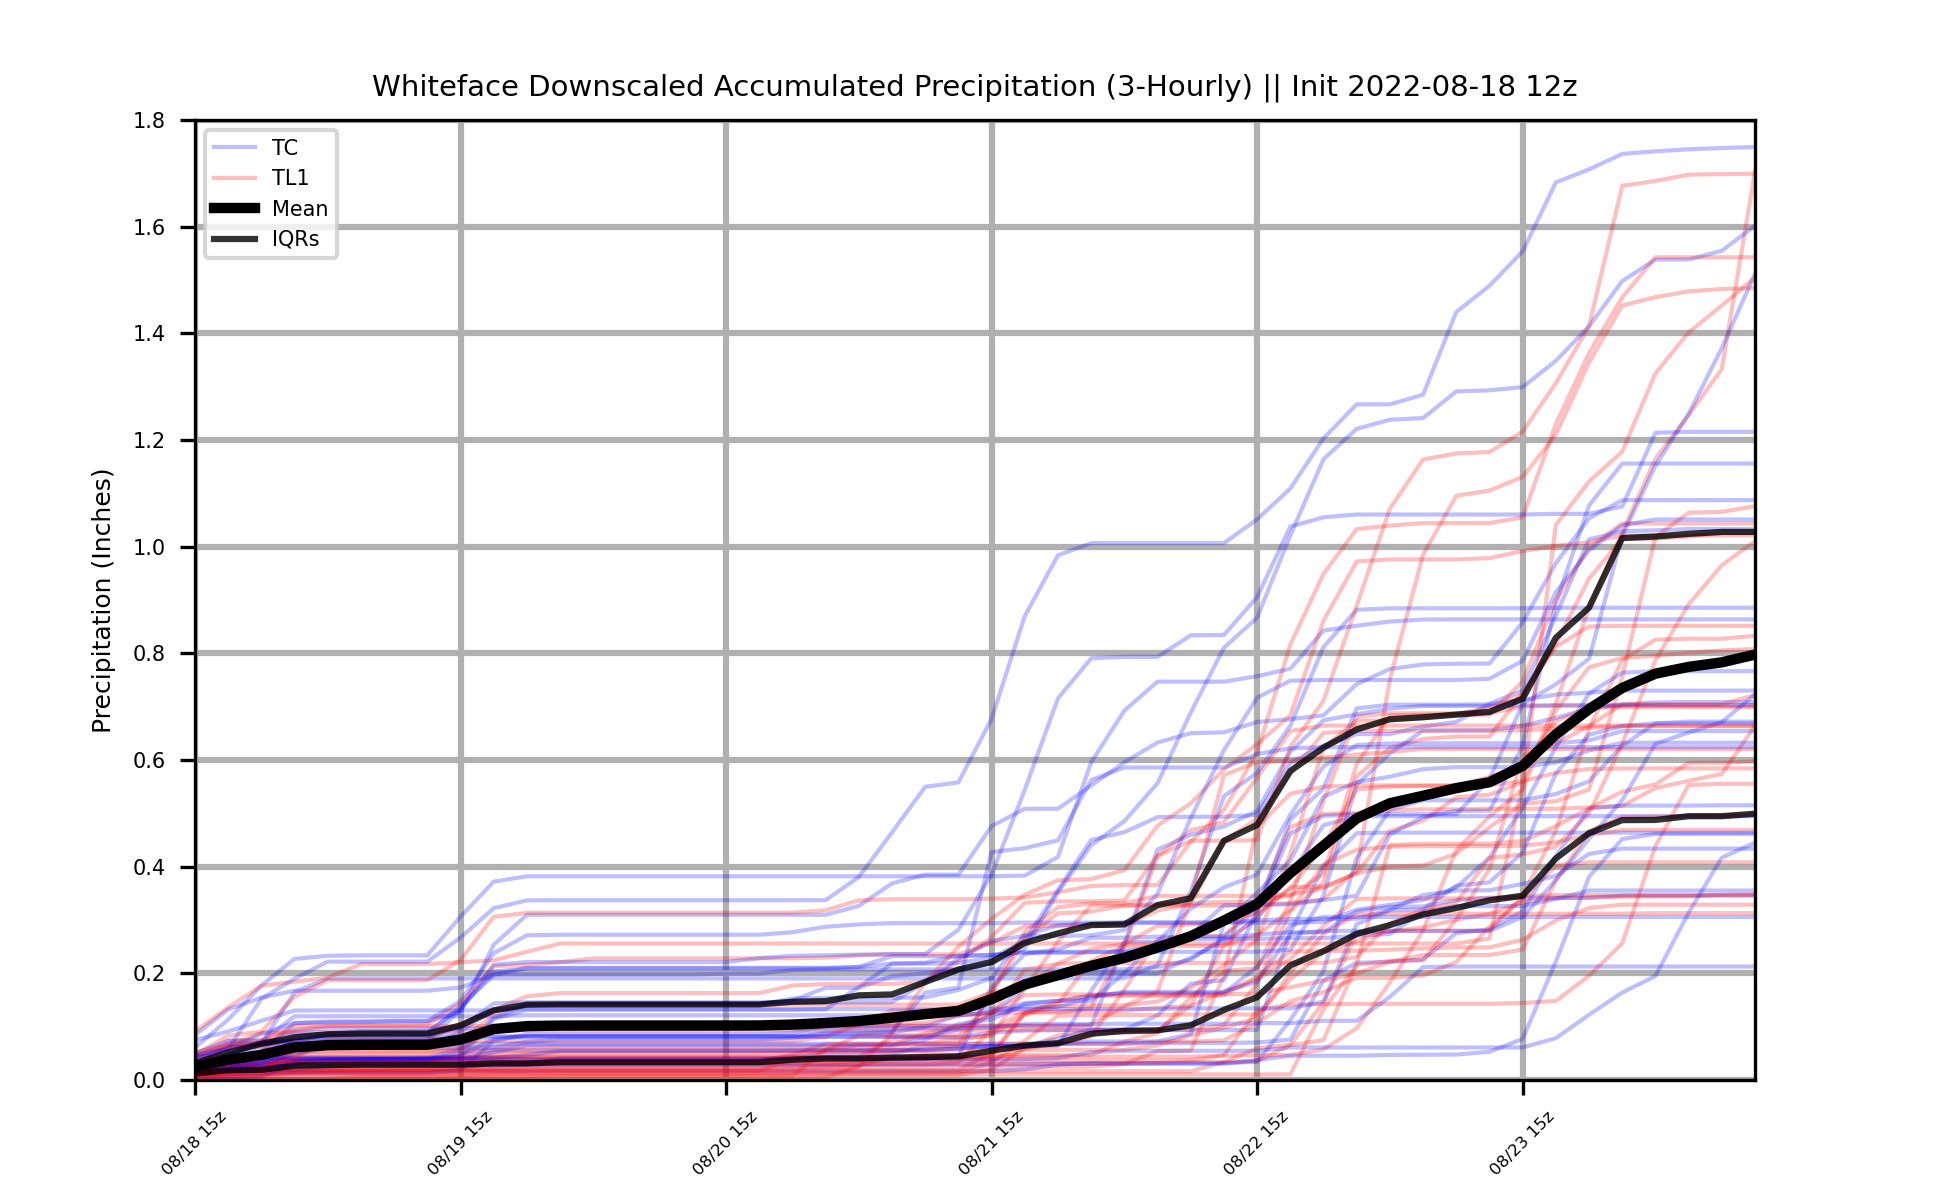 Whiteface Downscaled Accumulated Precipitation (3-Hourly) || Init 2022-08-18 12z
TC
TL1
Mean
IQRs
Precipitation (Inches)
1.8
1.6
1.4
1.2
1.0
0.8
0.6
0.4
0.2
0.0
08/18 15z
08/19 15z
08/20 15z
08/21 15z
08/22 15z
08/23 15z